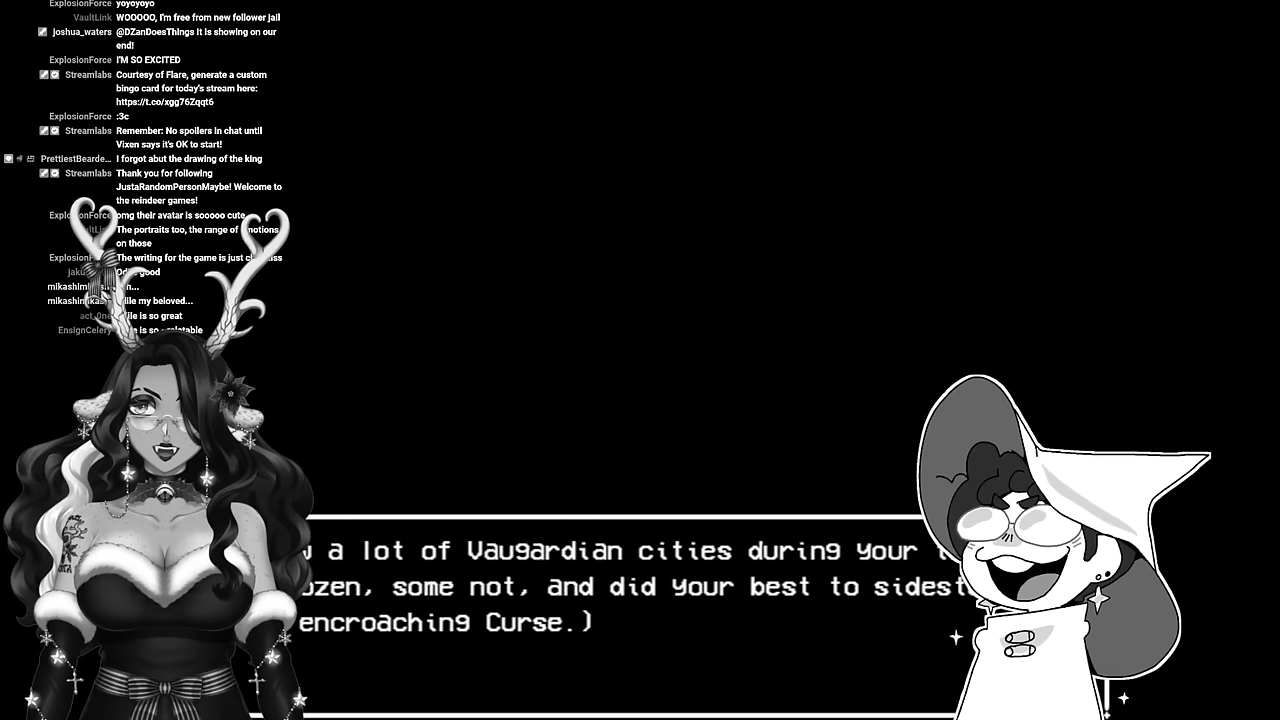 ExplosionForce yoyoyoyo
VaultLink WOOOOO, I'm free from new follower jail
joshua_waters @DZanDoesThings It is showing on our
end!
ExplosionForce I'M SO EXCITED
Streamlabs Courtesy of Flare, generate a custom
bingo card for today's stream here:
https://t.co/xgg76Zqqt6
ExplosionForce :3c
Streamlabs Remember: No spoilers in chat until
Vixen says it's OK to start!
PrettiestBearde... I forgot abut the drawing of the king
Streamlabs Thank you for following
JustaRandomPersonMaybe! Welcome to
the reindeer games!
omg their avatar is sooooo cute
The portraits too, the range of
on those
The writing for the game is just
good
my beloved...
is so great
EnsignCelery is so
a lot of Vaugardian cities during your
some not, and did your best to
encroaching Curse.)